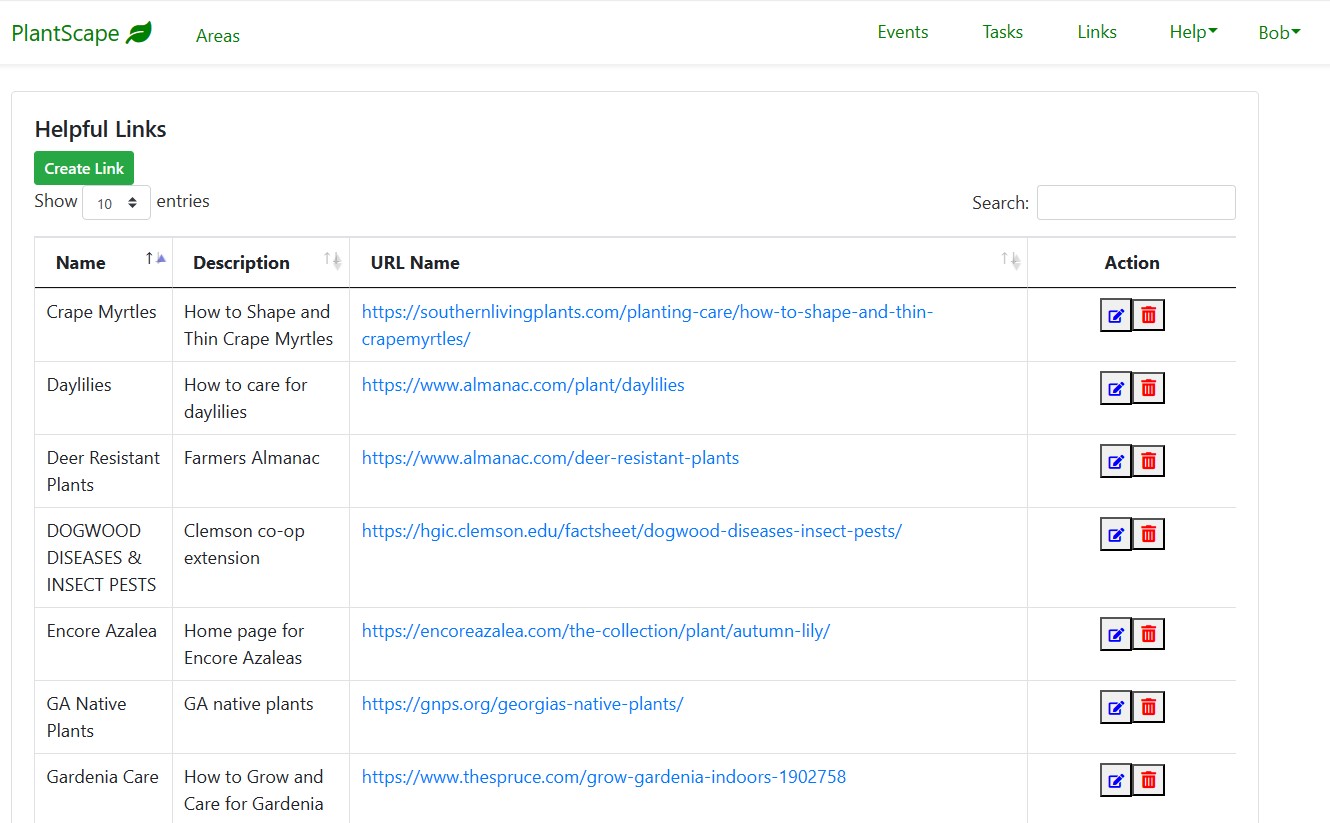 PlantScape Areas Events Tasks Links Help Bob
Helpful Links
Create Link
Show 10 entries Search:
Name Description URL Name Action
Crape Myrtles How to Shape and https://southernlivingplants.com/planting-care/how-to-shape-and-thin-
Thin Crape Myrtles crapemyrtles/
Daylilies How to care for https://www.almanac.com/plant/daylilies
daylilies
Deer Resistant Farmers Almanac https://www.almanac.com/deer-resistant-plants
Plants
DOGWOOD Clemson co-op https://hgic.clemson.edu/factsheet/dogwood-diseases-insect-pests/
DISEASES & extension
INSECT PESTS
Encore Azalea Home page for https://encoreazalea.com/the-collection/plant/autumn-lily/
Encore Azaleas
GA Native GA native plants https://gnps.org/georgias-native-plants/
Plants
Gardenia Care How to Grow and https://www.thespruce.com/grow-gardenia-indoors-1902758
Care for Gardenia